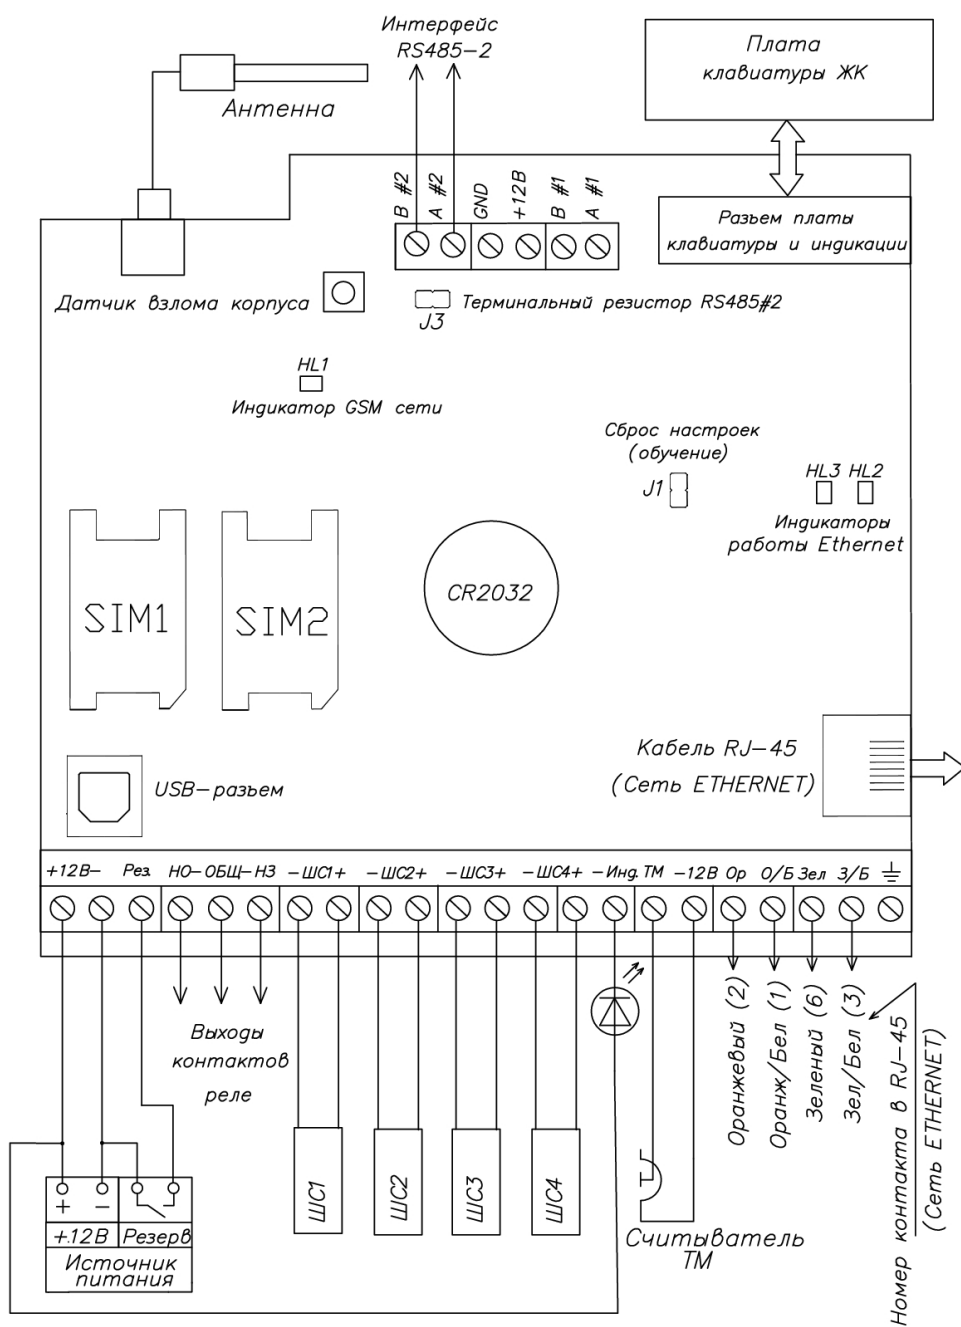 Интерфейс
RS485-2
Плата
клавиатуры ЖК
Антенна
B #2
A #2
GND
+12В
B #1
A #1
Разъем платы
клавиатуры и индикации
Датчик взлома корпуса
Терминальный резистор RS485#2
J3
HL1
Индикатор GSM сети
Сброс настроек
(обучение)
J1
HL3 HL2
Индикаторы
работы Ethernet
SIM1
SIM2
CR2032
Кабель RJ-45
(Сеть ETHERNET)
USB-разъем
+12В- Рез. НО-ОБЩ-НЗ -ШС1+ -ШС2+ -ШС3+ -ШС4+ -Инд. ТМ -12В Ор О/Б Зел З/Б
Выходы
контактов
реле
Оранжевый (2)
Оранж/Бел (1)
Зеленый (6)
Зел/Бел (3)
Номер контакта в RJ-45
(Сеть ETHERNET)
ШС1
ШС2
ШС3
ШС4
Считыватель
ТМ
+ -
+.12В Резерв
Источник
питания